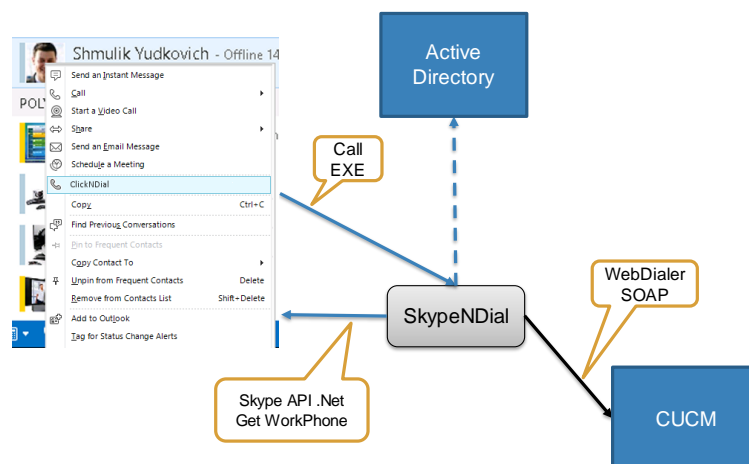 Shmulik Yudkovich - Offline 14
POL
Send an Instant Message
Call
Start a Video Call
Share
Send an Email Message
Schedule a Meeting
ClickNDial
Copy Ctrl+C
Find Previous Conversations
Pin to Frequent Contacts
Copy Contact To
Unpin from Frequent Contacts Delete
Remove from Contacts List Shift+Delete
Add to Outlook
Tag for Status Change Alerts
Active
Directory
Call
EXE
SkypeNDial
WebDialer
SOAP
Skype API .Net
Get WorkPhone
CUCM